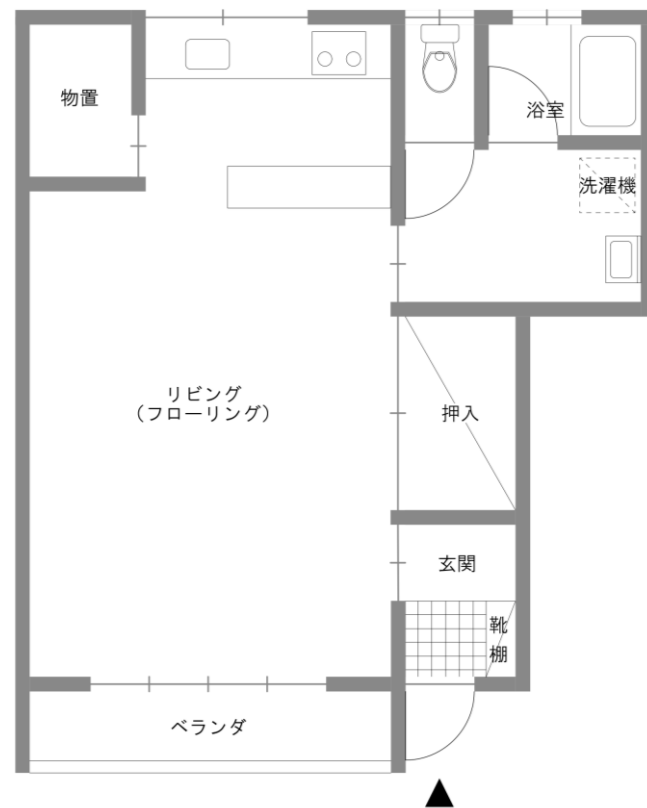 物置
浴室
洗濯機
リビング
（フローリング）
押入
玄関
靴
棚
ベランダ